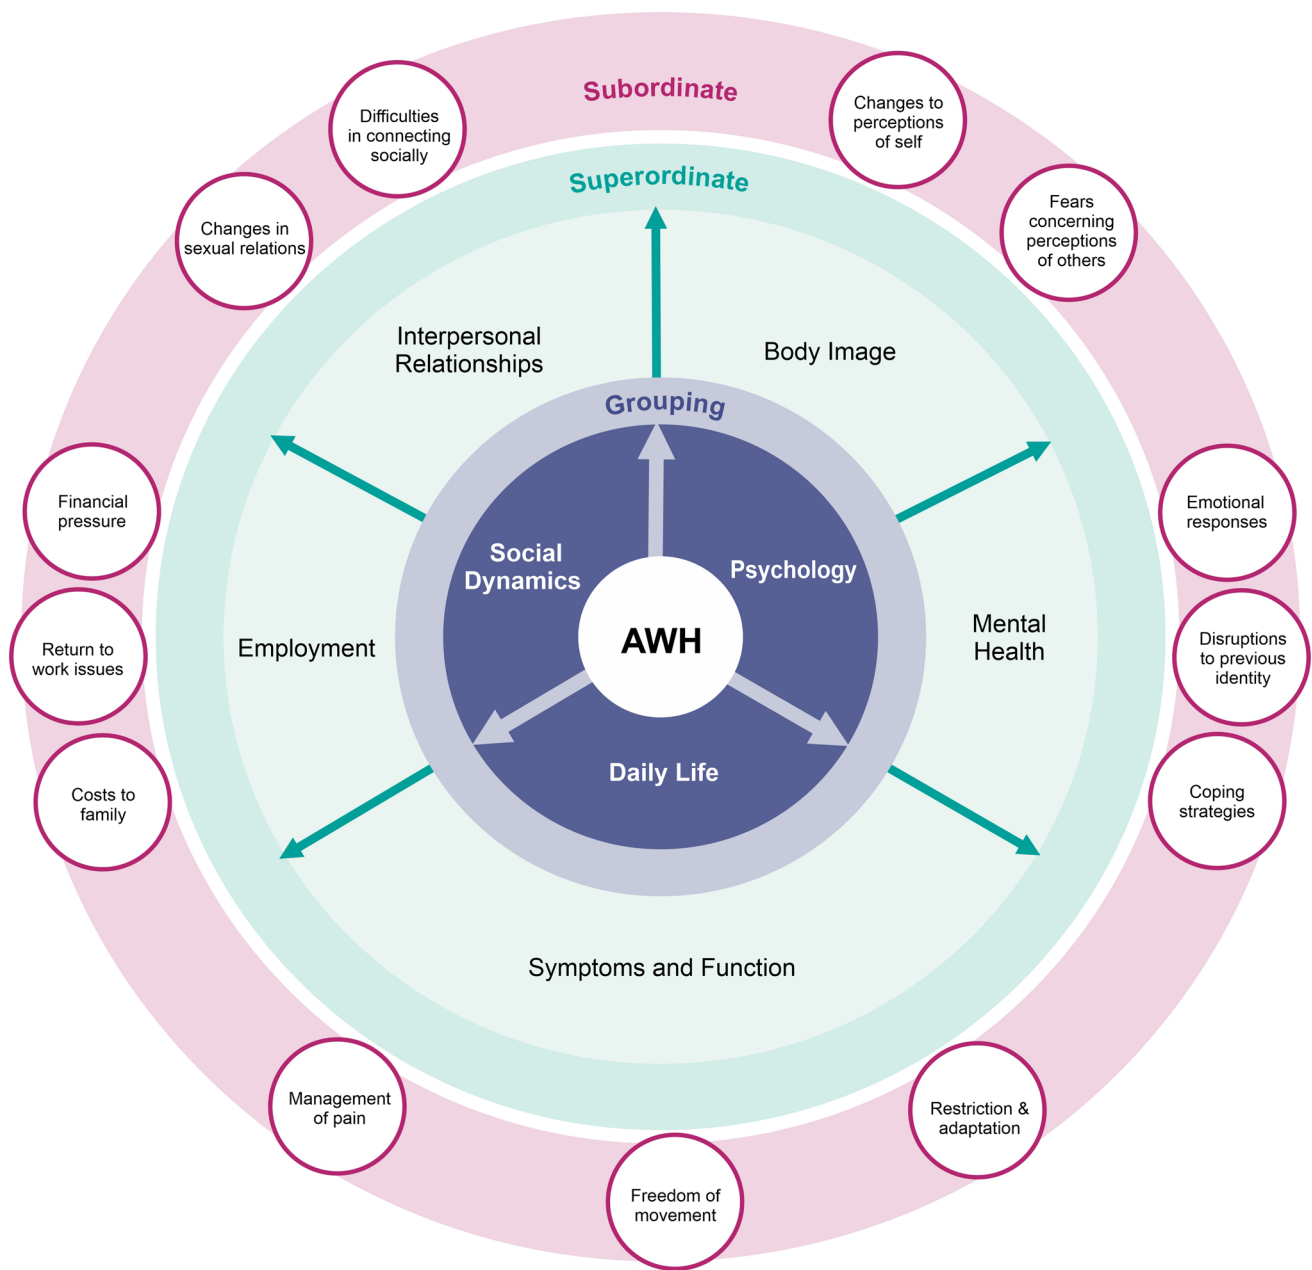 Subordinate
Difficulties
in connecting
socially
Changes to
perceptions
of self
Changes in
sexual relations
Fears
concerning
perceptions
of others
Superordinate
Interpersonal
Relationships
Body Image
Grouping
Financial
pressure
Emotional
responses
Social
Dynamics
Psychology
Return to
work issues
Employment
AWH
Mental
Health
Disruptions
to previous
identity
Daily Life
Costs to
family
Coping
strategies
Symptoms and Function
Management
of pain
Restriction &
adaptation
Freedom of
movement